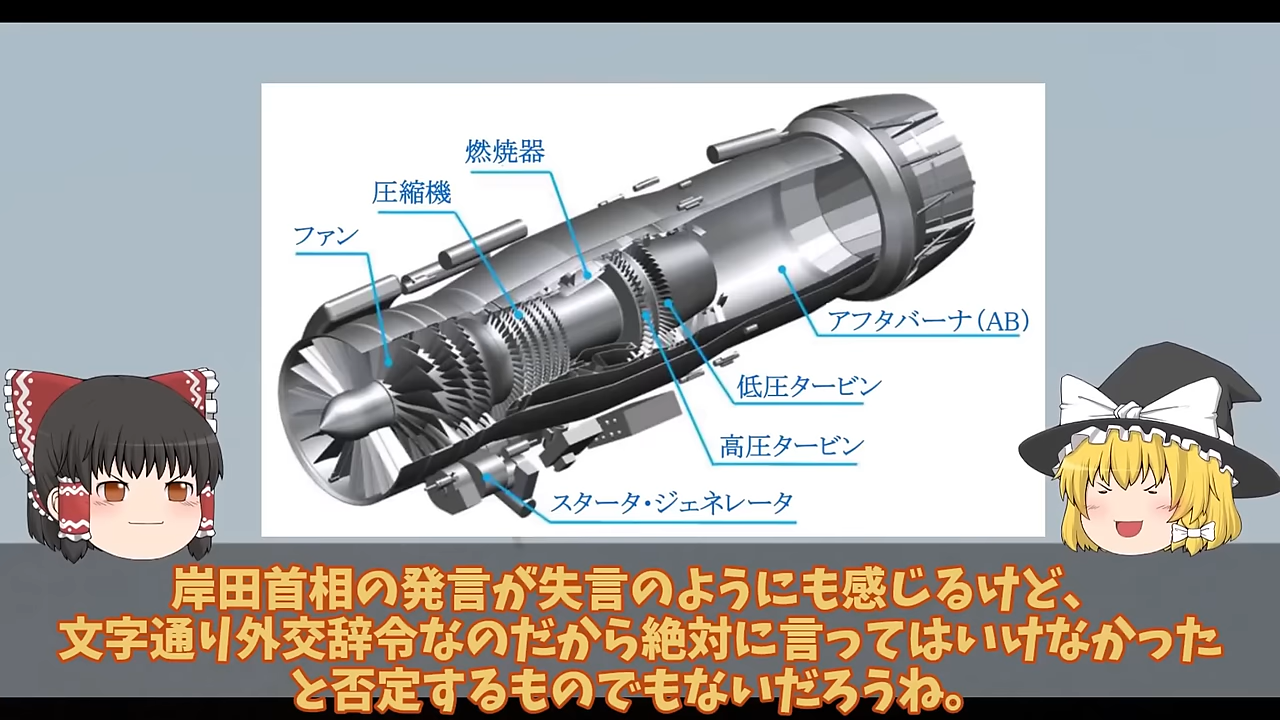 燃焼器
圧縮機
ファン
アフタバーナ(AB)
低圧タービン
高圧タービン
スタータ・ジェネレータ
岸田首相の発言が失言のようにも感じるけど、
文字通り外交辞令なのだから絶対に言ってはいけなかった
と否定するものでもないだろうね。